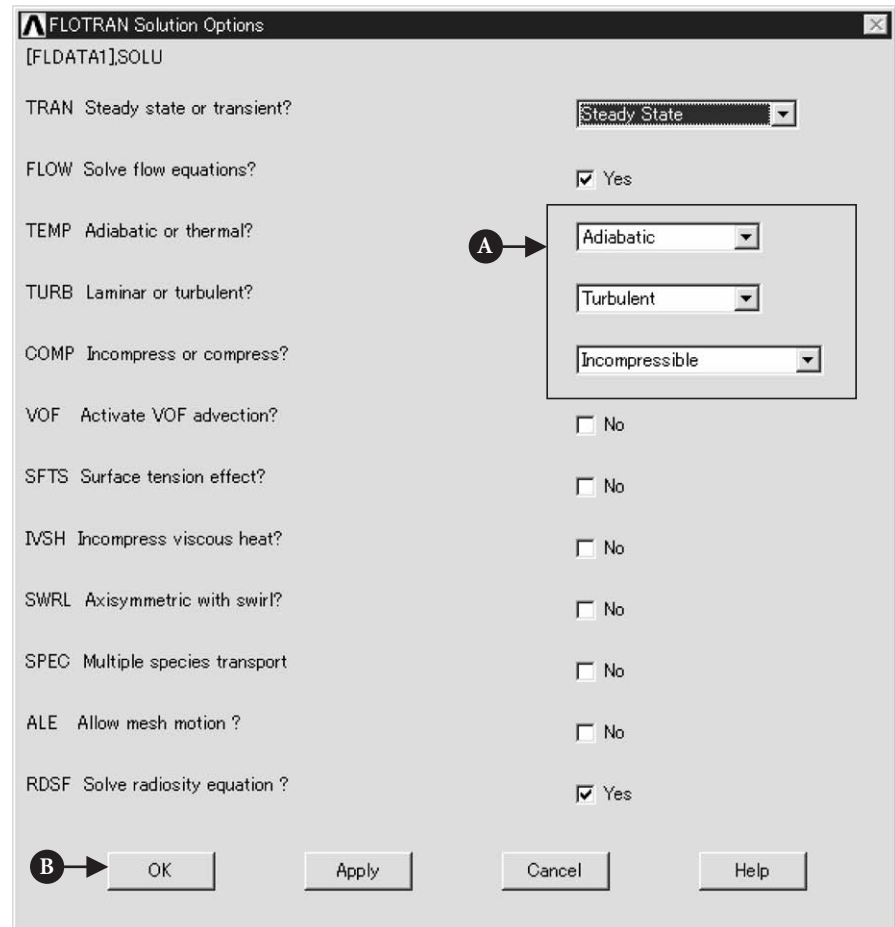 FLOTRAN Solution Options
[FLDATA1],SOLU
TRAN Steady state or transient? Steady State
FLOW Solve flow equations? Yes
TEMP Adiabatic or thermal? A Adiabatic
TURB Laminar or turbulent? Turbulent
COMP Incompress or compress? Incompressible
VOF Activate VOF advection? No
SFTS Surface tension effect? No
IVSH Incompress viscous heat? No
SWRL Axisymmetric with swirl? No
SPEC Multiple species transport No
ALE Allow mesh motion ? No
RDSF Solve radiosity equation ? Yes
B OK Apply Cancel Help